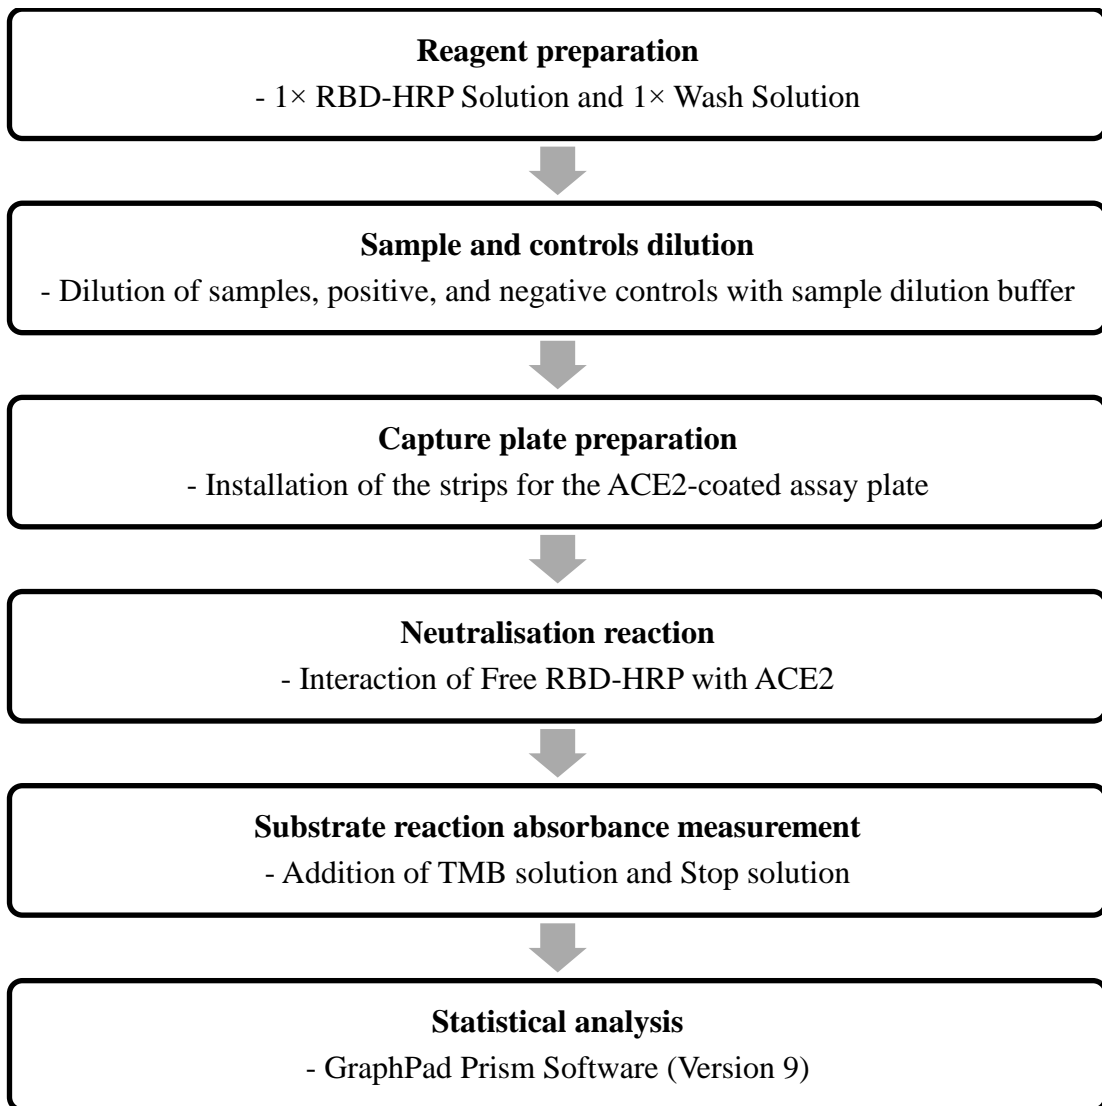 Reagent preparation
- 1× RBD-HRP Solution and 1× Wash Solution
Sample and controls dilution
- Dilution of samples, positive, and negative controls with sample dilution buffer
Capture plate preparation
- Installation of the strips for the ACE2-coated assay plate
Neutralisation reaction
- Interaction of Free RBD-HRP with ACE2
Substrate reaction absorbance measurement
- Addition of TMB solution and Stop solution
Statistical analysis
- GraphPad Prism Software (Version 9)